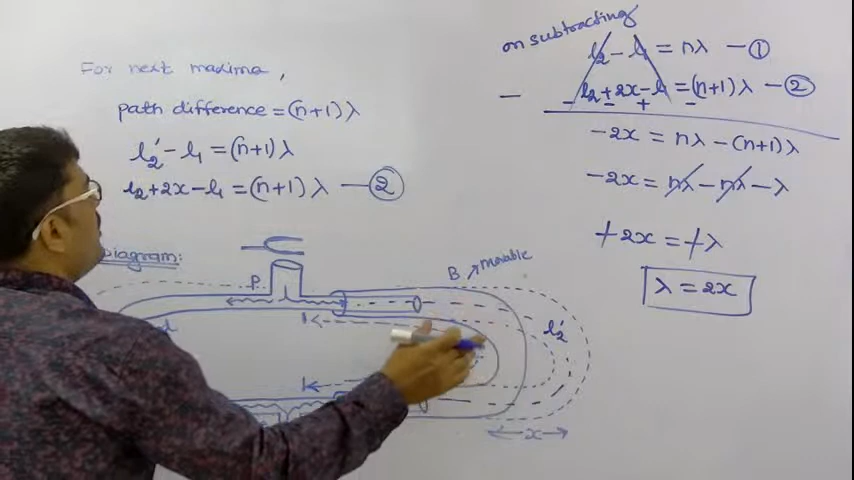 For next maxima,
path difference = (n+1) λ
l₂' - l₁ = (n+1) λ
l₂+2x-l₁ = (n+1) λ — ②
Diagram:
P
B
movable
l₂'
x
on subtracting
l₂ - l₁ = nλ — ①
l₂+2x-l₁ = (n+1) λ — ②
— - - + -
-2x = nλ - (n+1) λ
-2x = nλ - nλ - λ
+2x = +λ
λ = 2x